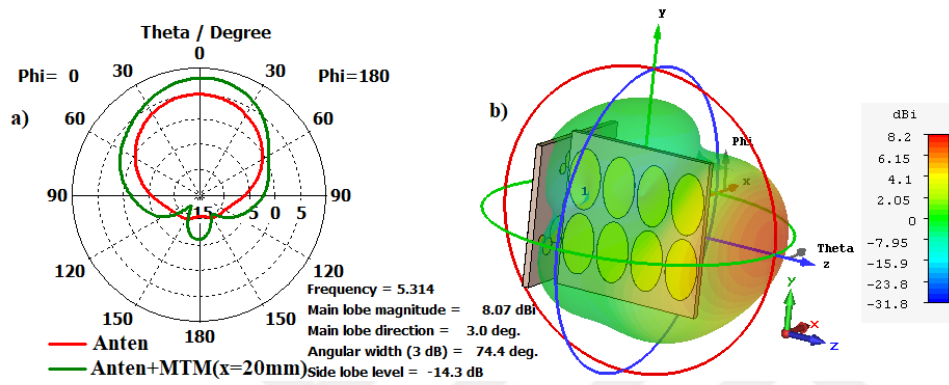 a)
Theta / Degree
Phi= 0 30 0 30 Phi=180
60 60
90 -15 -5 0 5 90
120 120
150 180 150
Anten
Anten+MTM(x=20mm)
Frequency = 5.314
Main lobe magnitude = 8.07 dBi
Main lobe direction = 3.0 deg.
Angular width (3 dB) = 74.4 deg.
Side lobe level = -14.3 dB
b)
y
Phi
x
1
Theta
z
y
x
z
dBi
8.2
6.15
4.1
2.05
0
-7.95
-15.9
-23.8
-31.8